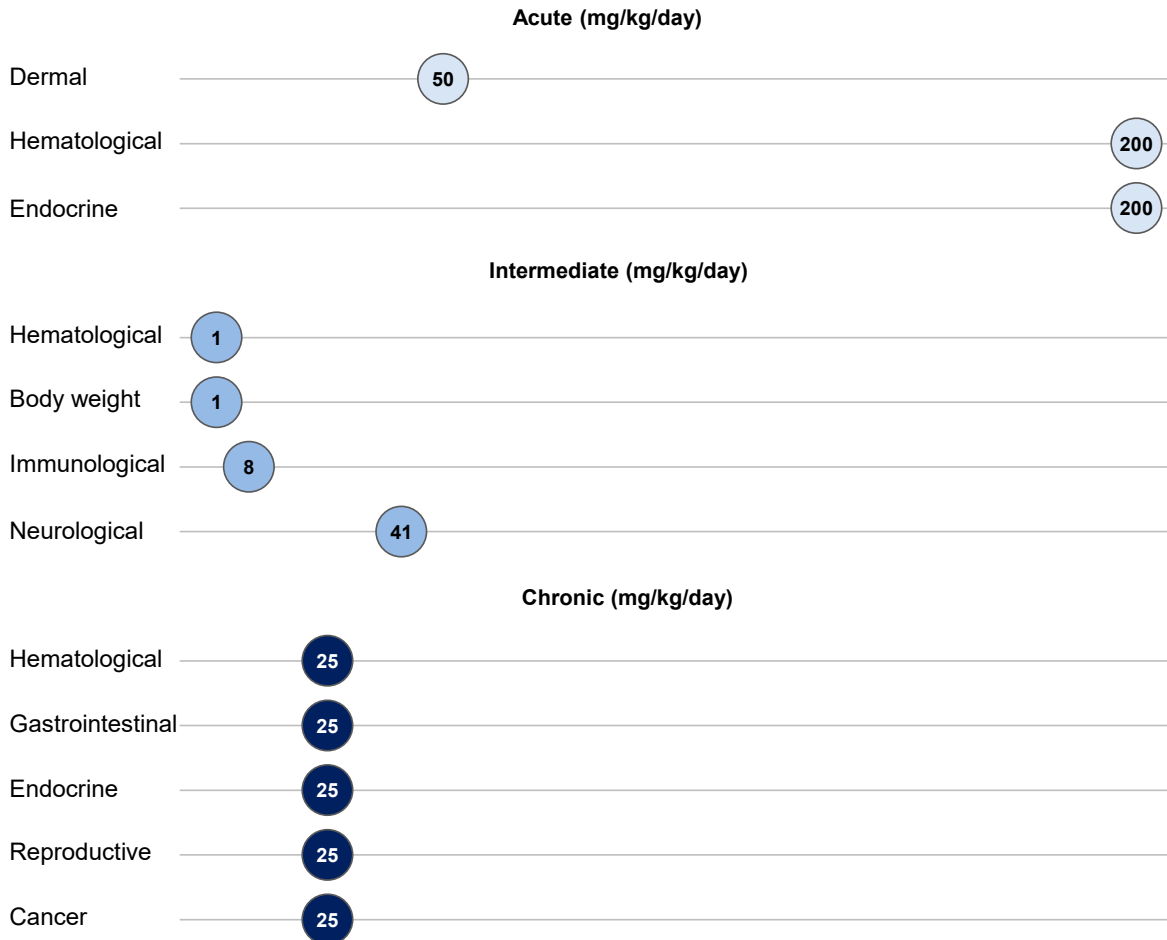 Acute (mg/kg/day)
Dermal 50
Hematological 200
Endocrine 200
Intermediate (mg/kg/day)
Hematological 1
Body weight 1
Immunological 8
Neurological 41
Chronic (mg/kg/day)
Hematological 25
Gastrointestinal 25
Endocrine 25
Reproductive 25
Cancer 25